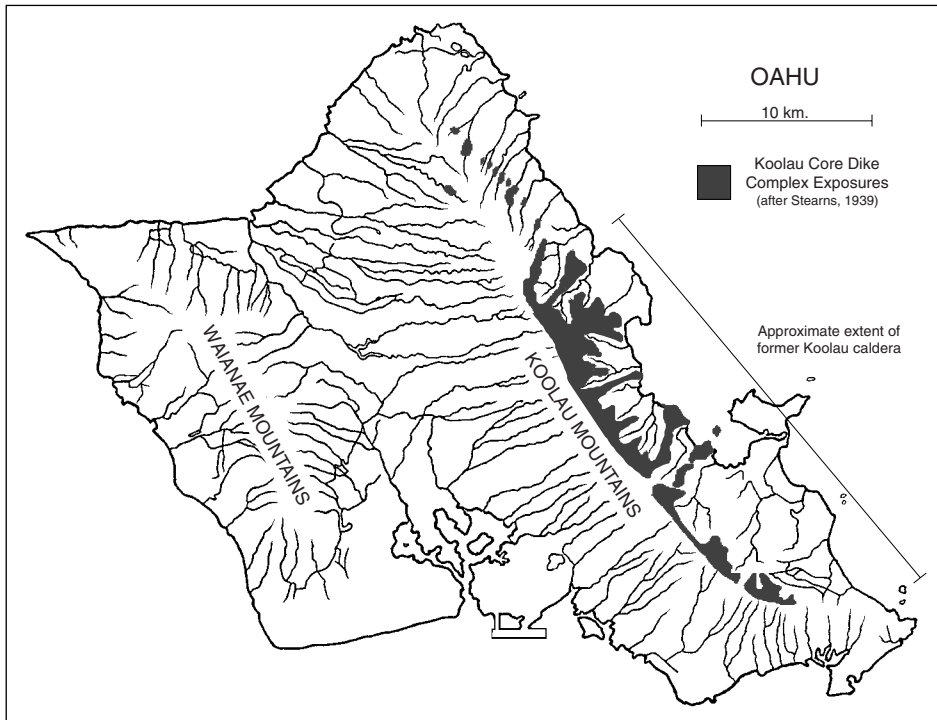 OAHU
10 km.
Koolau Core Dike
Complex Exposures
(after Stearns, 1939)
Approximate extent of
former Koolau caldera
WAIANAE MOUNTAINS
KOOLAU MOUNTAINS